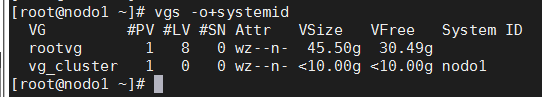 [root@nodo1 ~]# vgs -o+systemid
  VG         #PV #LV #SN Attr   VSize   VFree   System ID
  rootvg       1   8   0 wz--n-  45.50g  30.49g
  vg_cluster   1   0   0 wz--n- <10.00g <10.00g nodo1
[root@nodo1 ~]#